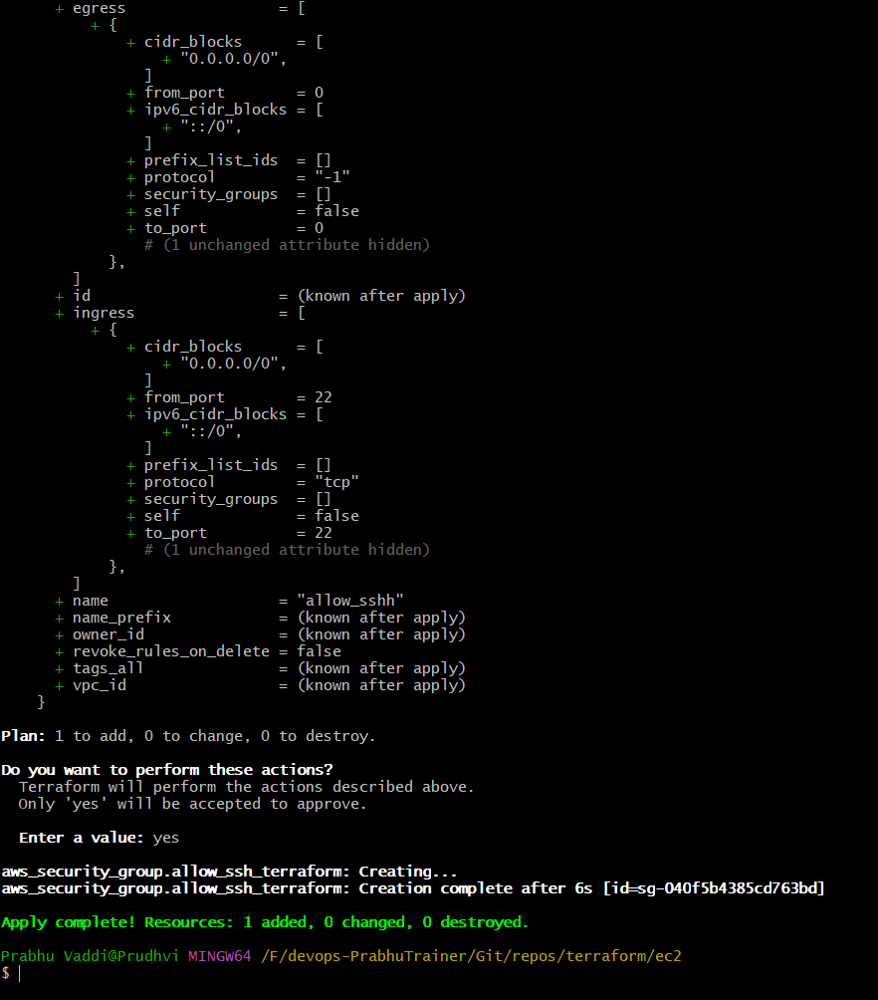 + egress = [
+ {
+ cidr_blocks = [
+ "0.0.0.0/0",
]
+ from_port = 0
+ ipv6_cidr_blocks = [
+ "::/0",
]
+ prefix_list_ids = []
+ protocol = "-1"
+ security_groups = []
+ self = false
+ to_port = 0
# (1 unchanged attribute hidden)
},
]
+ id = (known after apply)
+ ingress = [
+ {
+ cidr_blocks = [
+ "0.0.0.0/0",
]
+ from_port = 22
+ ipv6_cidr_blocks = [
+ "::/0",
]
+ prefix_list_ids = []
+ protocol = "tcp"
+ security_groups = []
+ self = false
+ to_port = 22
# (1 unchanged attribute hidden)
},
]
+ name = "allow_sshh"
+ name_prefix = (known after apply)
+ owner_id = (known after apply)
+ revoke_rules_on_delete = false
+ tags_all = (known after apply)
+ vpc_id = (known after apply)
}
Plan: 1 to add, 0 to change, 0 to destroy.
Do you want to perform these actions?
Terraform will perform the actions described above.
Only 'yes' will be accepted to approve.
Enter a value: yes
aws_security_group.allow_ssh_terraform: Creating...
aws_security_group.allow_ssh_terraform: Creation complete after 6s [id=sg-040f5b4385cd763bd]
Apply complete! Resources: 1 added, 0 changed, 0 destroyed.
Prabhu Vaddi@Prudhvi MINGW64 /F/devops-PrabhuTrainer/Git/repos/terraform/ec2
$